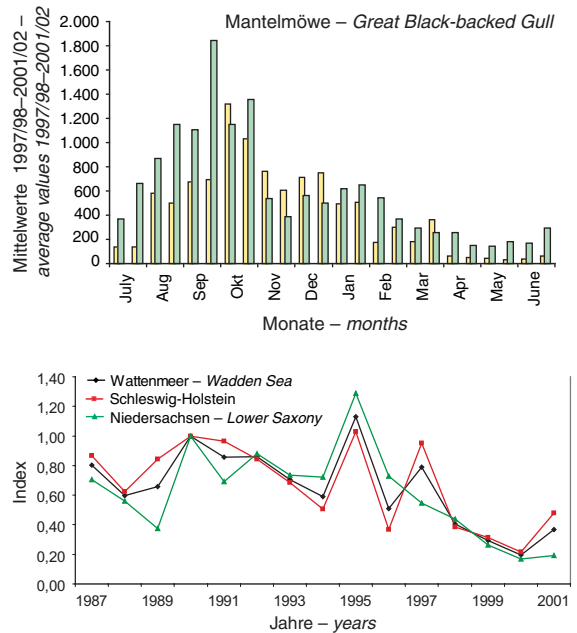 Mantelmöwe – Great Black-backed Gull
Mittelwerte 1997/98–2001/02 –
average values 1997/98–2001/02
2.000
1.800
1.600
1.400
1.200
1.000
800
600
400
200
0
July Aug Sep Okt Nov Dec Jan Feb Mar Apr May June
Monate – months
Wattenmeer – Wadden Sea
Schleswig-Holstein
Niedersachsen – Lower Saxony
Index
1,40
1,20
1,00
0,80
0,60
0,40
0,20
0,00
1987 1989 1991 1993 1995 1997 1999 2001
Jahre – years